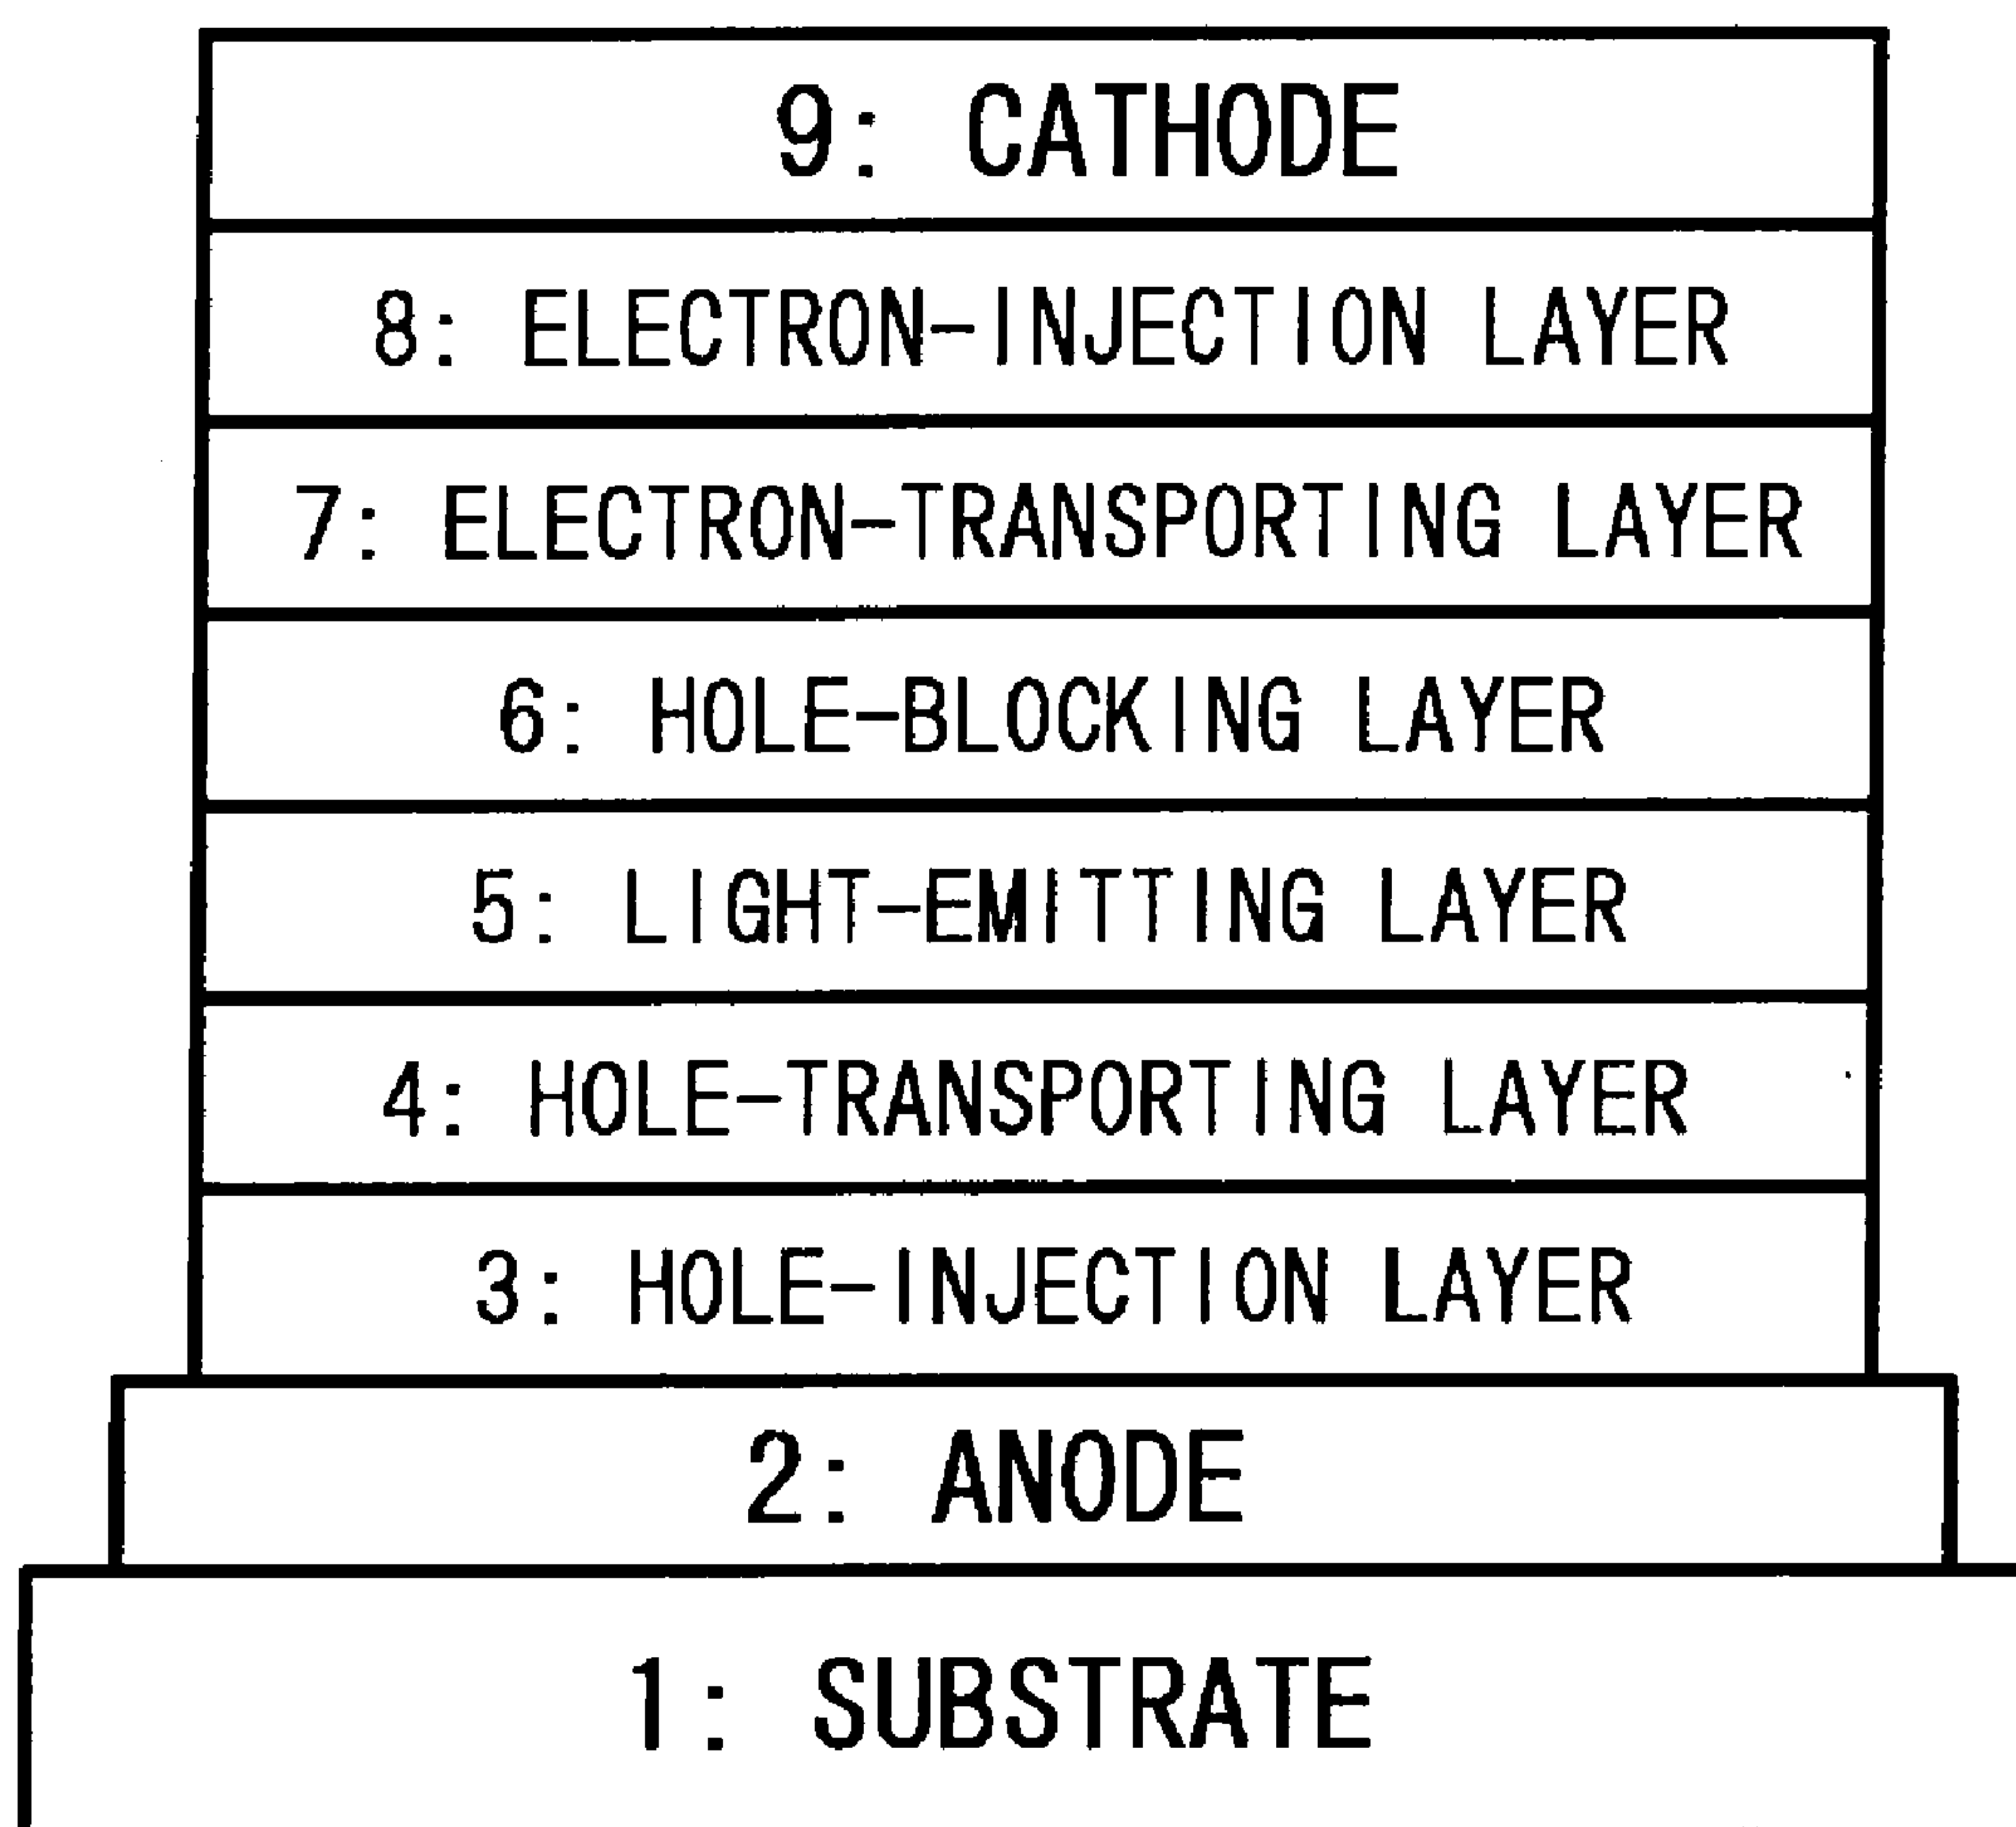 9: CATHODE
8: ELECTRON-INJECTION LAYER
7: ELECTRON-TRANSPORTING LAYER
6: HOLE-BLOCKING LAYER
5: LIGHT-EMITTING LAYER
4: HOLE-TRANSPORTING LAYER
3: HOLE-INJECTION LAYER
2: ANODE
1: SUBSTRATE